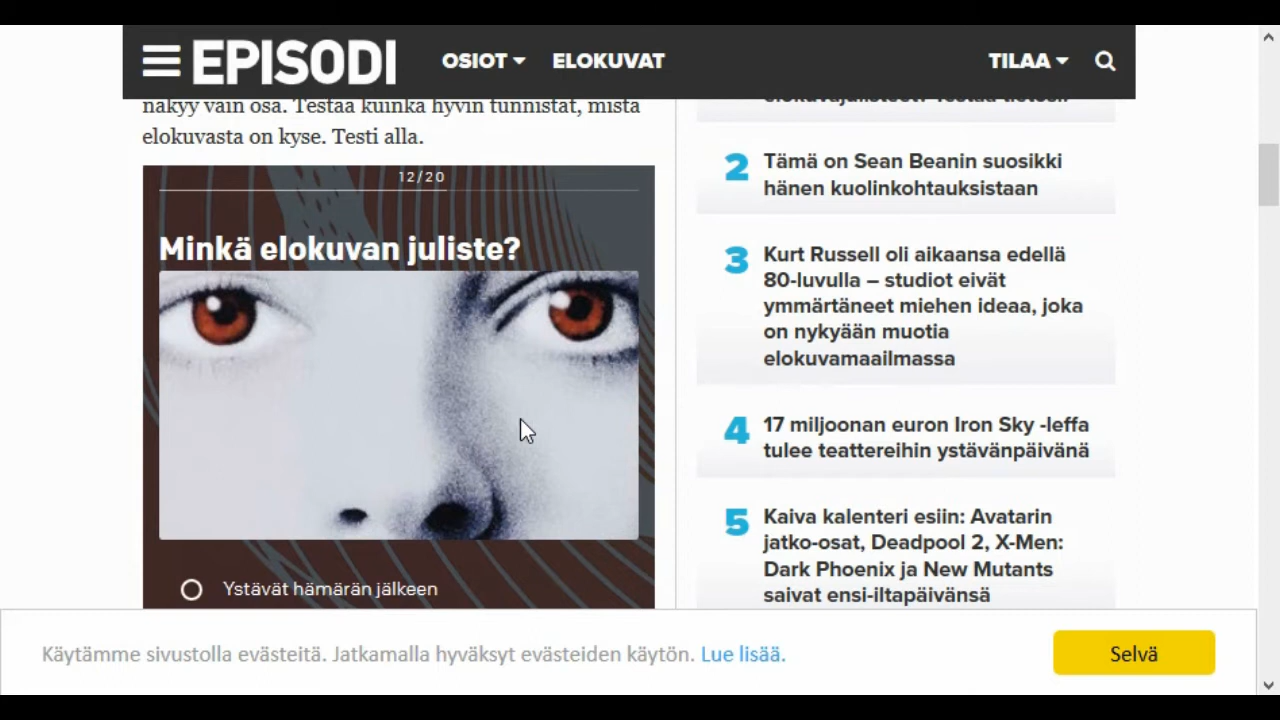 EPISODI
OSIOT
ELOKUVAT
TILAA
näkyy vain osa. Testaa kuinka hyvin tunnistat, mistä
elokuvasta on kyse. Testi alla.
12/20
Minkä elokuvan juliste?
Ystävät hämärän jälkeen
2
Tämä on Sean Beanin suosikki
hänen kuolinkohtauksistaan
3
Kurt Russell oli aikaansa edellä
80-luvulla – studiot eivät
ymmärtäneet miehen ideaa, joka
on nykyään muotia
elokuvamaailmassa
4
17 miljoonan euron Iron Sky -leffa
tulee teattereihin ystävänpäivänä
5
Kaiva kalenteri esiin: Avatarin
jatko-osat, Deadpool 2, X-Men:
Dark Phoenix ja New Mutants
saivat ensi-iltapäivänsä
Käytämme sivustolla evästeitä. Jatkamalla hyväksyt evästeiden käytön. Lue lisää.
Selvä